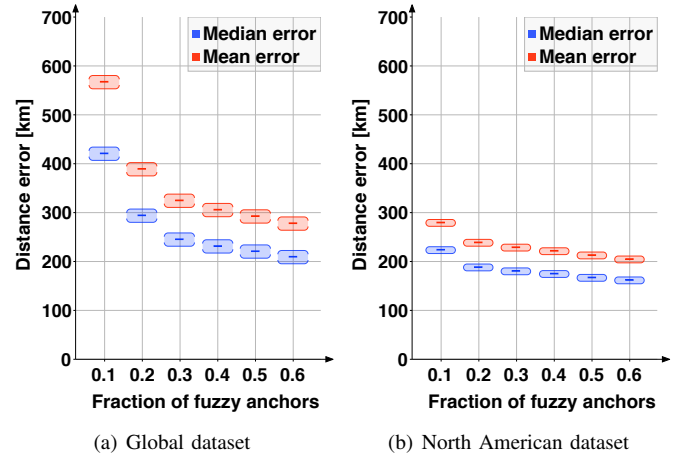 700
600
500
400
300
200
100
0
Distance error [km]
Median error
Mean error
0.1 0.2 0.3 0.4 0.5 0.6
Fraction of fuzzy anchors
(a) Global dataset
700
600
500
400
300
200
100
0
Distance error [km]
Median error
Mean error
0.1 0.2 0.3 0.4 0.5 0.6
Fraction of fuzzy anchors
(b) North American dataset